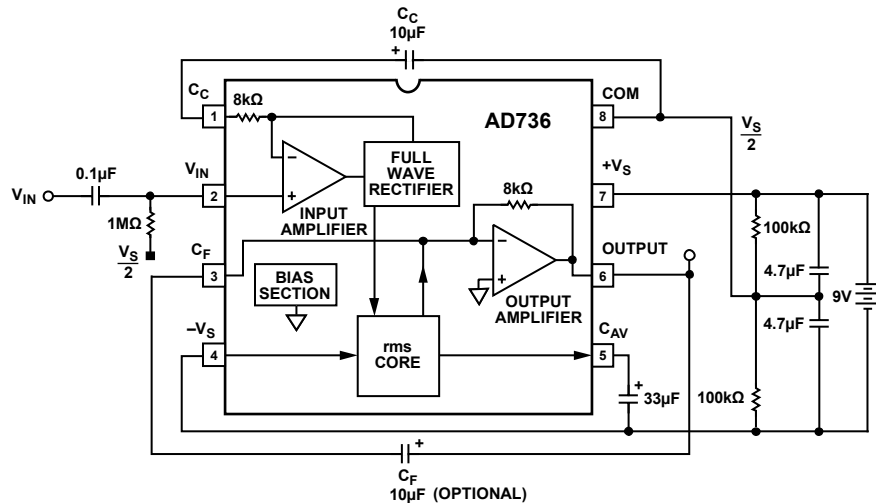 C_C
10µF
+
C_C
1
8kΩ
AD736
COM
8
V_S
2
0.1µF
V_IN
V_IN
2
−
+
INPUT
AMPLIFIER
FULL
WAVE
RECTIFIER
8kΩ
+V_S
7
1MΩ
V_S
2
100kΩ
C_F
3
BIAS
SECTION
−
+
OUTPUT
AMPLIFIER
OUTPUT
6
4.7µF
9V
4.7µF
–V_S
4
rms
CORE
C_AV
5
+
33µF
100kΩ
+
C_F
10µF (OPTIONAL)